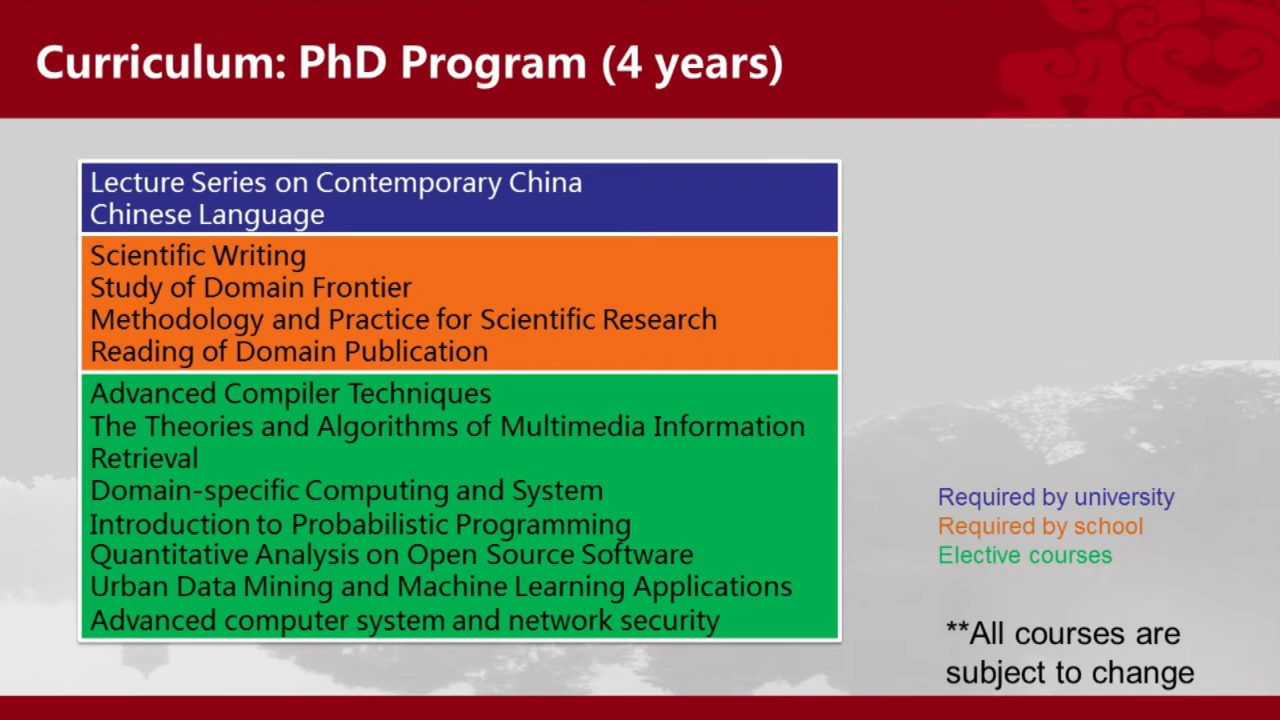 Curriculum: PhD Program (4 years)
Lecture Series on Contemporary China
Chinese Language
Scientific Writing
Study of Domain Frontier
Methodology and Practice for Scientific Research
Reading of Domain Publication
Advanced Compiler Techniques
The Theories and Algorithms of Multimedia Information
Retrieval
Domain-specific Computing and System
Introduction to Probabilistic Programming
Quantitative Analysis on Open Source Software
Urban Data Mining and Machine Learning Applications
Advanced computer system and network security
Required by university
Required by school
Elective courses
**All courses are
subject to change